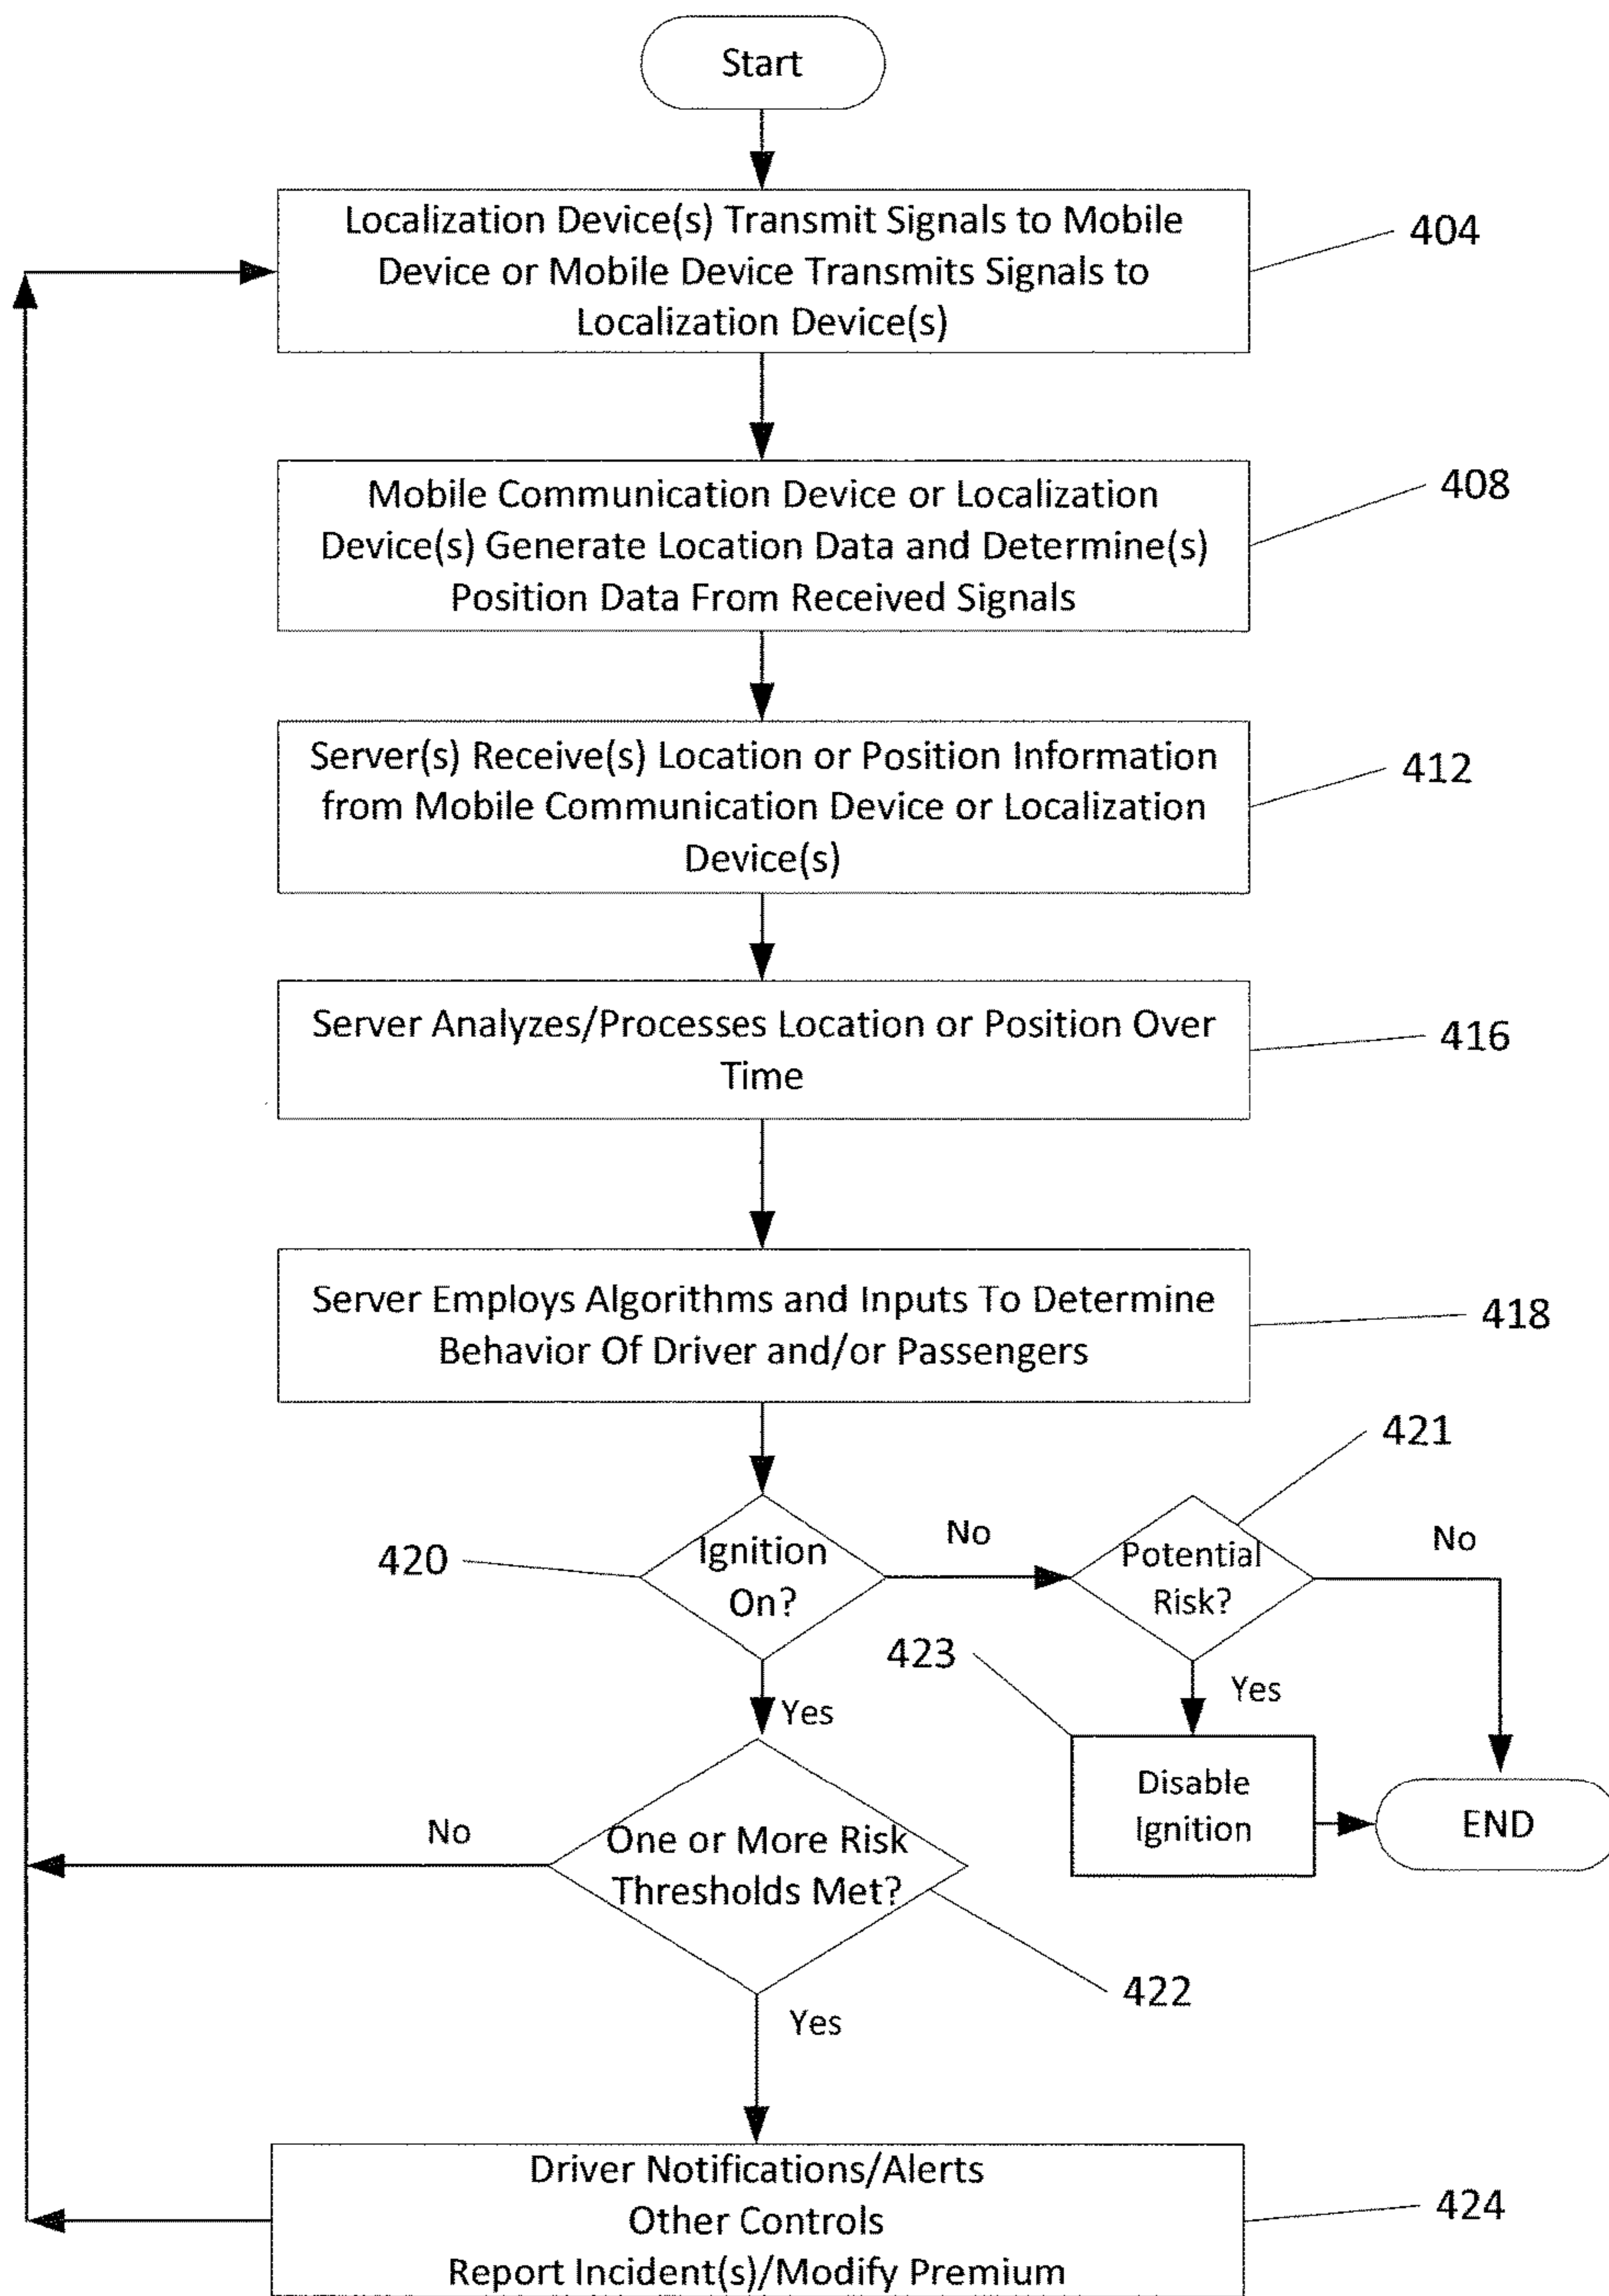 Start
Localization Device(s) Transmit Signals to Mobile
Device or Mobile Device Transmits Signals to
Localization Device(s)
404
Mobile Communication Device or Localization
Device(s) Generate Location Data and Determine(s)
Position Data From Received Signals
408
Server(s) Receive(s) Location or Position Information
from Mobile Communication Device or Localization
Device(s)
412
Server Analyzes/Processes Location or Position Over
Time
416
Server Employs Algorithms and Inputs To Determine
Behavior Of Driver and/or Passengers
418
420
Ignition
On?
No
Potential
Risk?
421
No
Yes
423
Yes
Disable
Ignition
END
No
One or More Risk
Thresholds Met?
422
Yes
Driver Notifications/Alerts
Other Controls
Report Incident(s)/Modify Premium
424